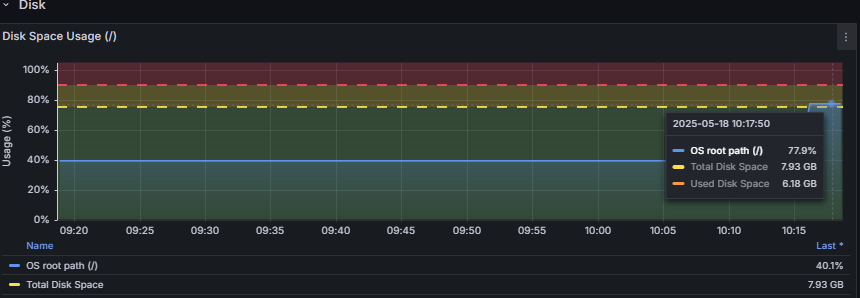 Disk
Disk Space Usage (/)
100%
80%
60%
40%
20%
0%
Usage (%)
2025-05-18 10:17:50
OS root path (/) 77.9%
Total Disk Space 7.93 GB
Used Disk Space 6.18 GB
09:20 09:25 09:30 09:35 09:40 09:45 09:50 09:55 10:00 10:05 10:10 10:15
Name Last *
OS root path (/) 40.1%
Total Disk Space 7.93 GB